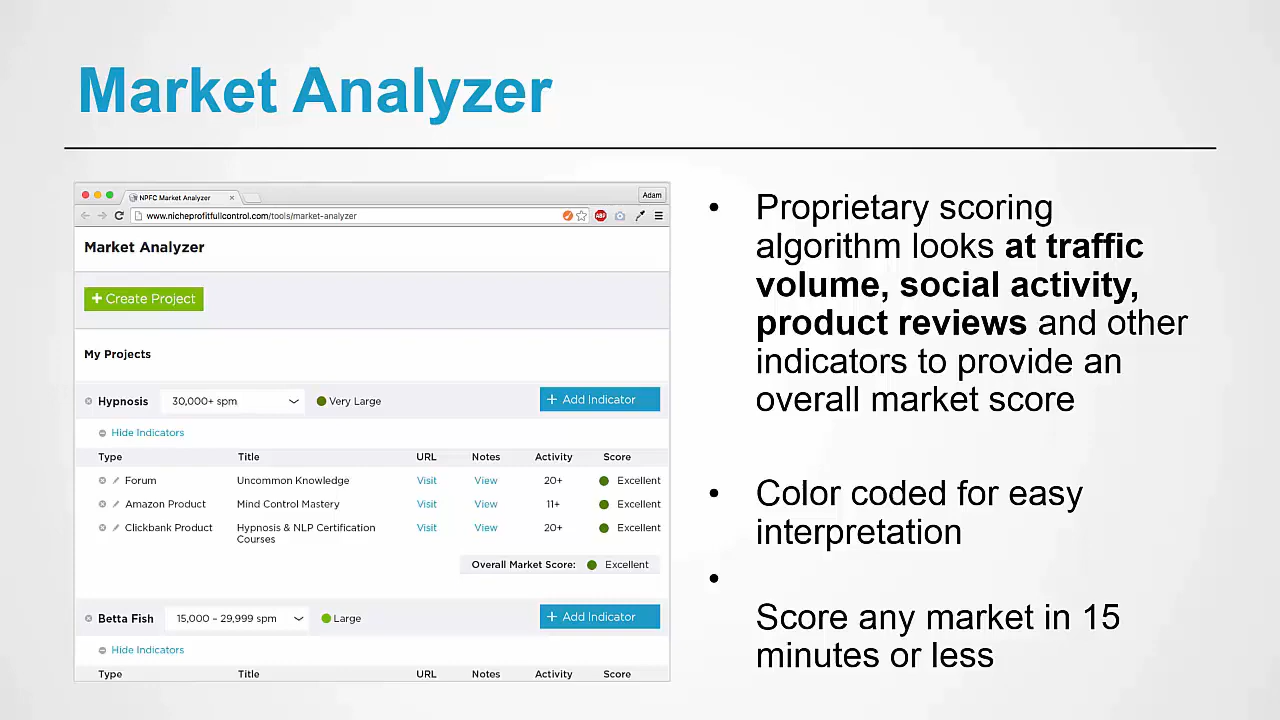 Market Analyzer
NPFC Market Analyzer
Adam
www.nicheprofitfullcontrol.com/tools/market-analyzer
ABP
Market Analyzer
+ Create Project
My Projects
Hypnosis 30,000+ spm Very Large + Add Indicator
Hide Indicators
Type Title URL Notes Activity Score
Forum Uncommon Knowledge Visit View 20+ Excellent
Amazon Product Mind Control Mastery Visit View 11+ Excellent
Clickbank Product Hypnosis & NLP Certification Visit View 20+ Excellent
Courses
Overall Market Score: Excellent
Betta Fish 15,000 – 29,999 spm Large + Add Indicator
Hide Indicators
Type Title URL Notes Activity Score
• Proprietary scoring
algorithm looks at traffic
volume, social activity,
product reviews and other
indicators to provide an
overall market score
• Color coded for easy
interpretation
•
Score any market in 15
minutes or less